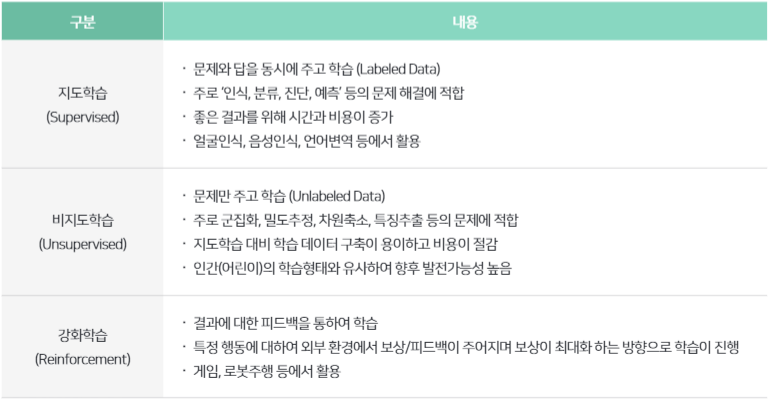 구분
내용
지도학습
(Supervised)
· 문제와 답을 동시에 주고 학습 (Labeled Data)
· 주로 ‘인식, 분류, 진단, 예측’ 등의 문제 해결에 적합
· 좋은 결과를 위해 시간과 비용이 증가
· 얼굴인식, 음성인식, 언어변역 등에서 활용
비지도학습
(Unsupervised)
· 문제만 주고 학습 (Unlabeled Data)
· 주로 군집화, 밀도추정, 차원축소, 특징추출 등의 문제에 적합
· 지도학습 대비 학습 데이터 구축이 용이하고 비용이 절감
· 인간(어린이)의 학습형태와 유사하여 향후 발전가능성 높음
강화학습
(Reinforcement)
· 결과에 대한 피드백을 통하여 학습
· 특정 행동에 대하여 외부 환경에서 보상/피드백이 주어지며 보상이 최대화 하는 방향으로 학습이 진행
· 게임, 로봇주행 등에서 활용